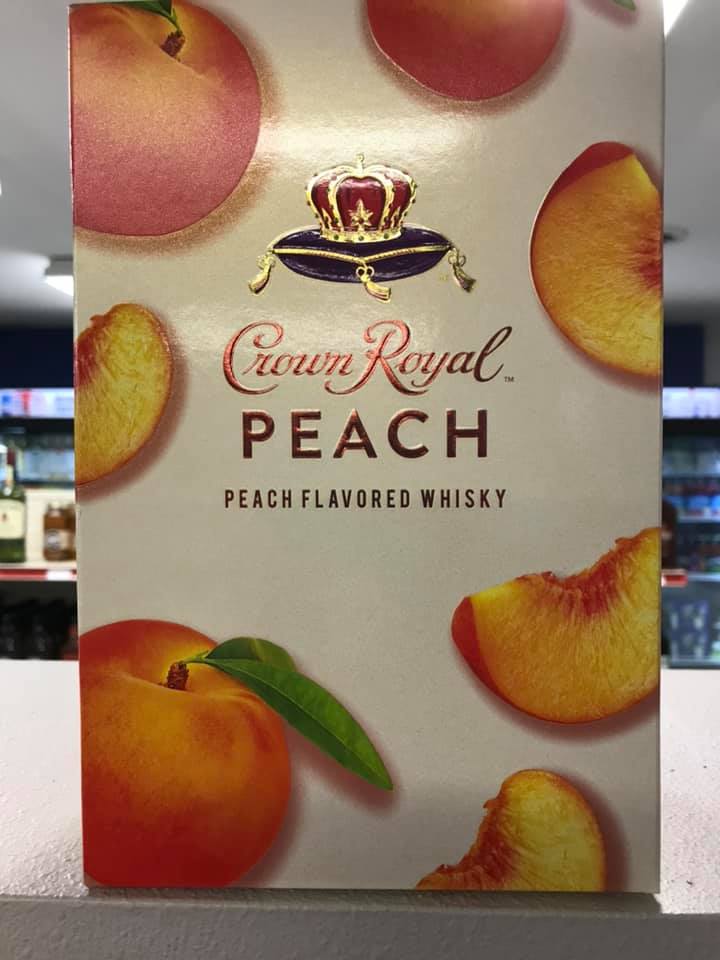 Crown Royal™
PEACH
PEACH FLAVORED WHISKY